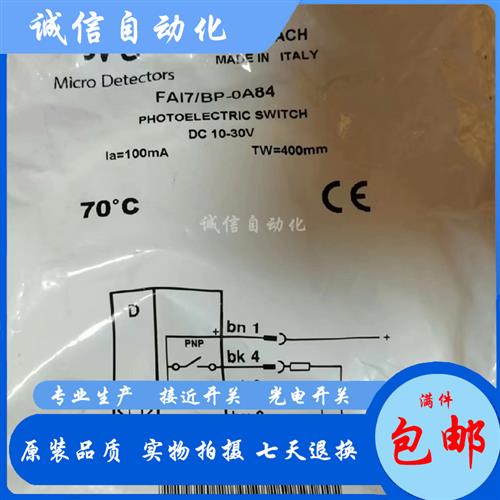 诚信自动化
MADE IN ITALY
Micro Detectors
FAI7/BP-0A84
PHOTOELECTRIC SWITCH
DC 10-30V
Ia=100mA TW=400mm
70°C CE
诚信自动化
D
PNP
+ bn 1 +
bk 4
专业生产 接近开关 光电开关
原装品质 实物拍摄 七天退换
满件
包邮